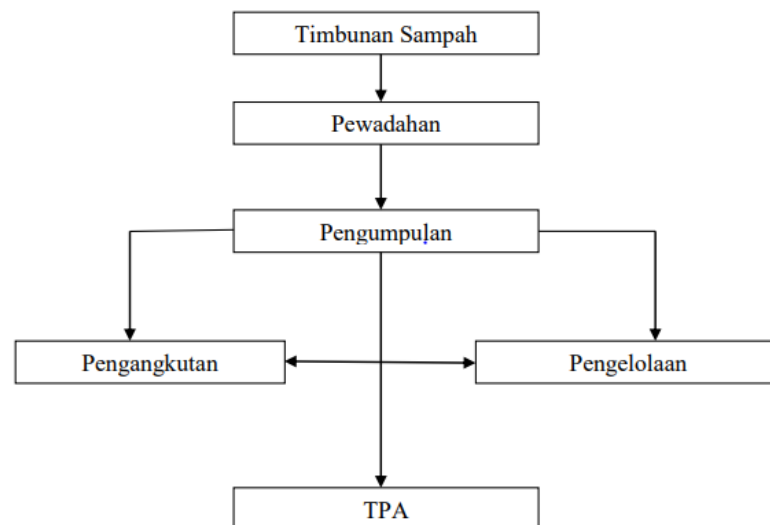 Timbunan Sampah
Pewadahan
Pengumpulan
Pengangkutan
Pengelolaan
TPA